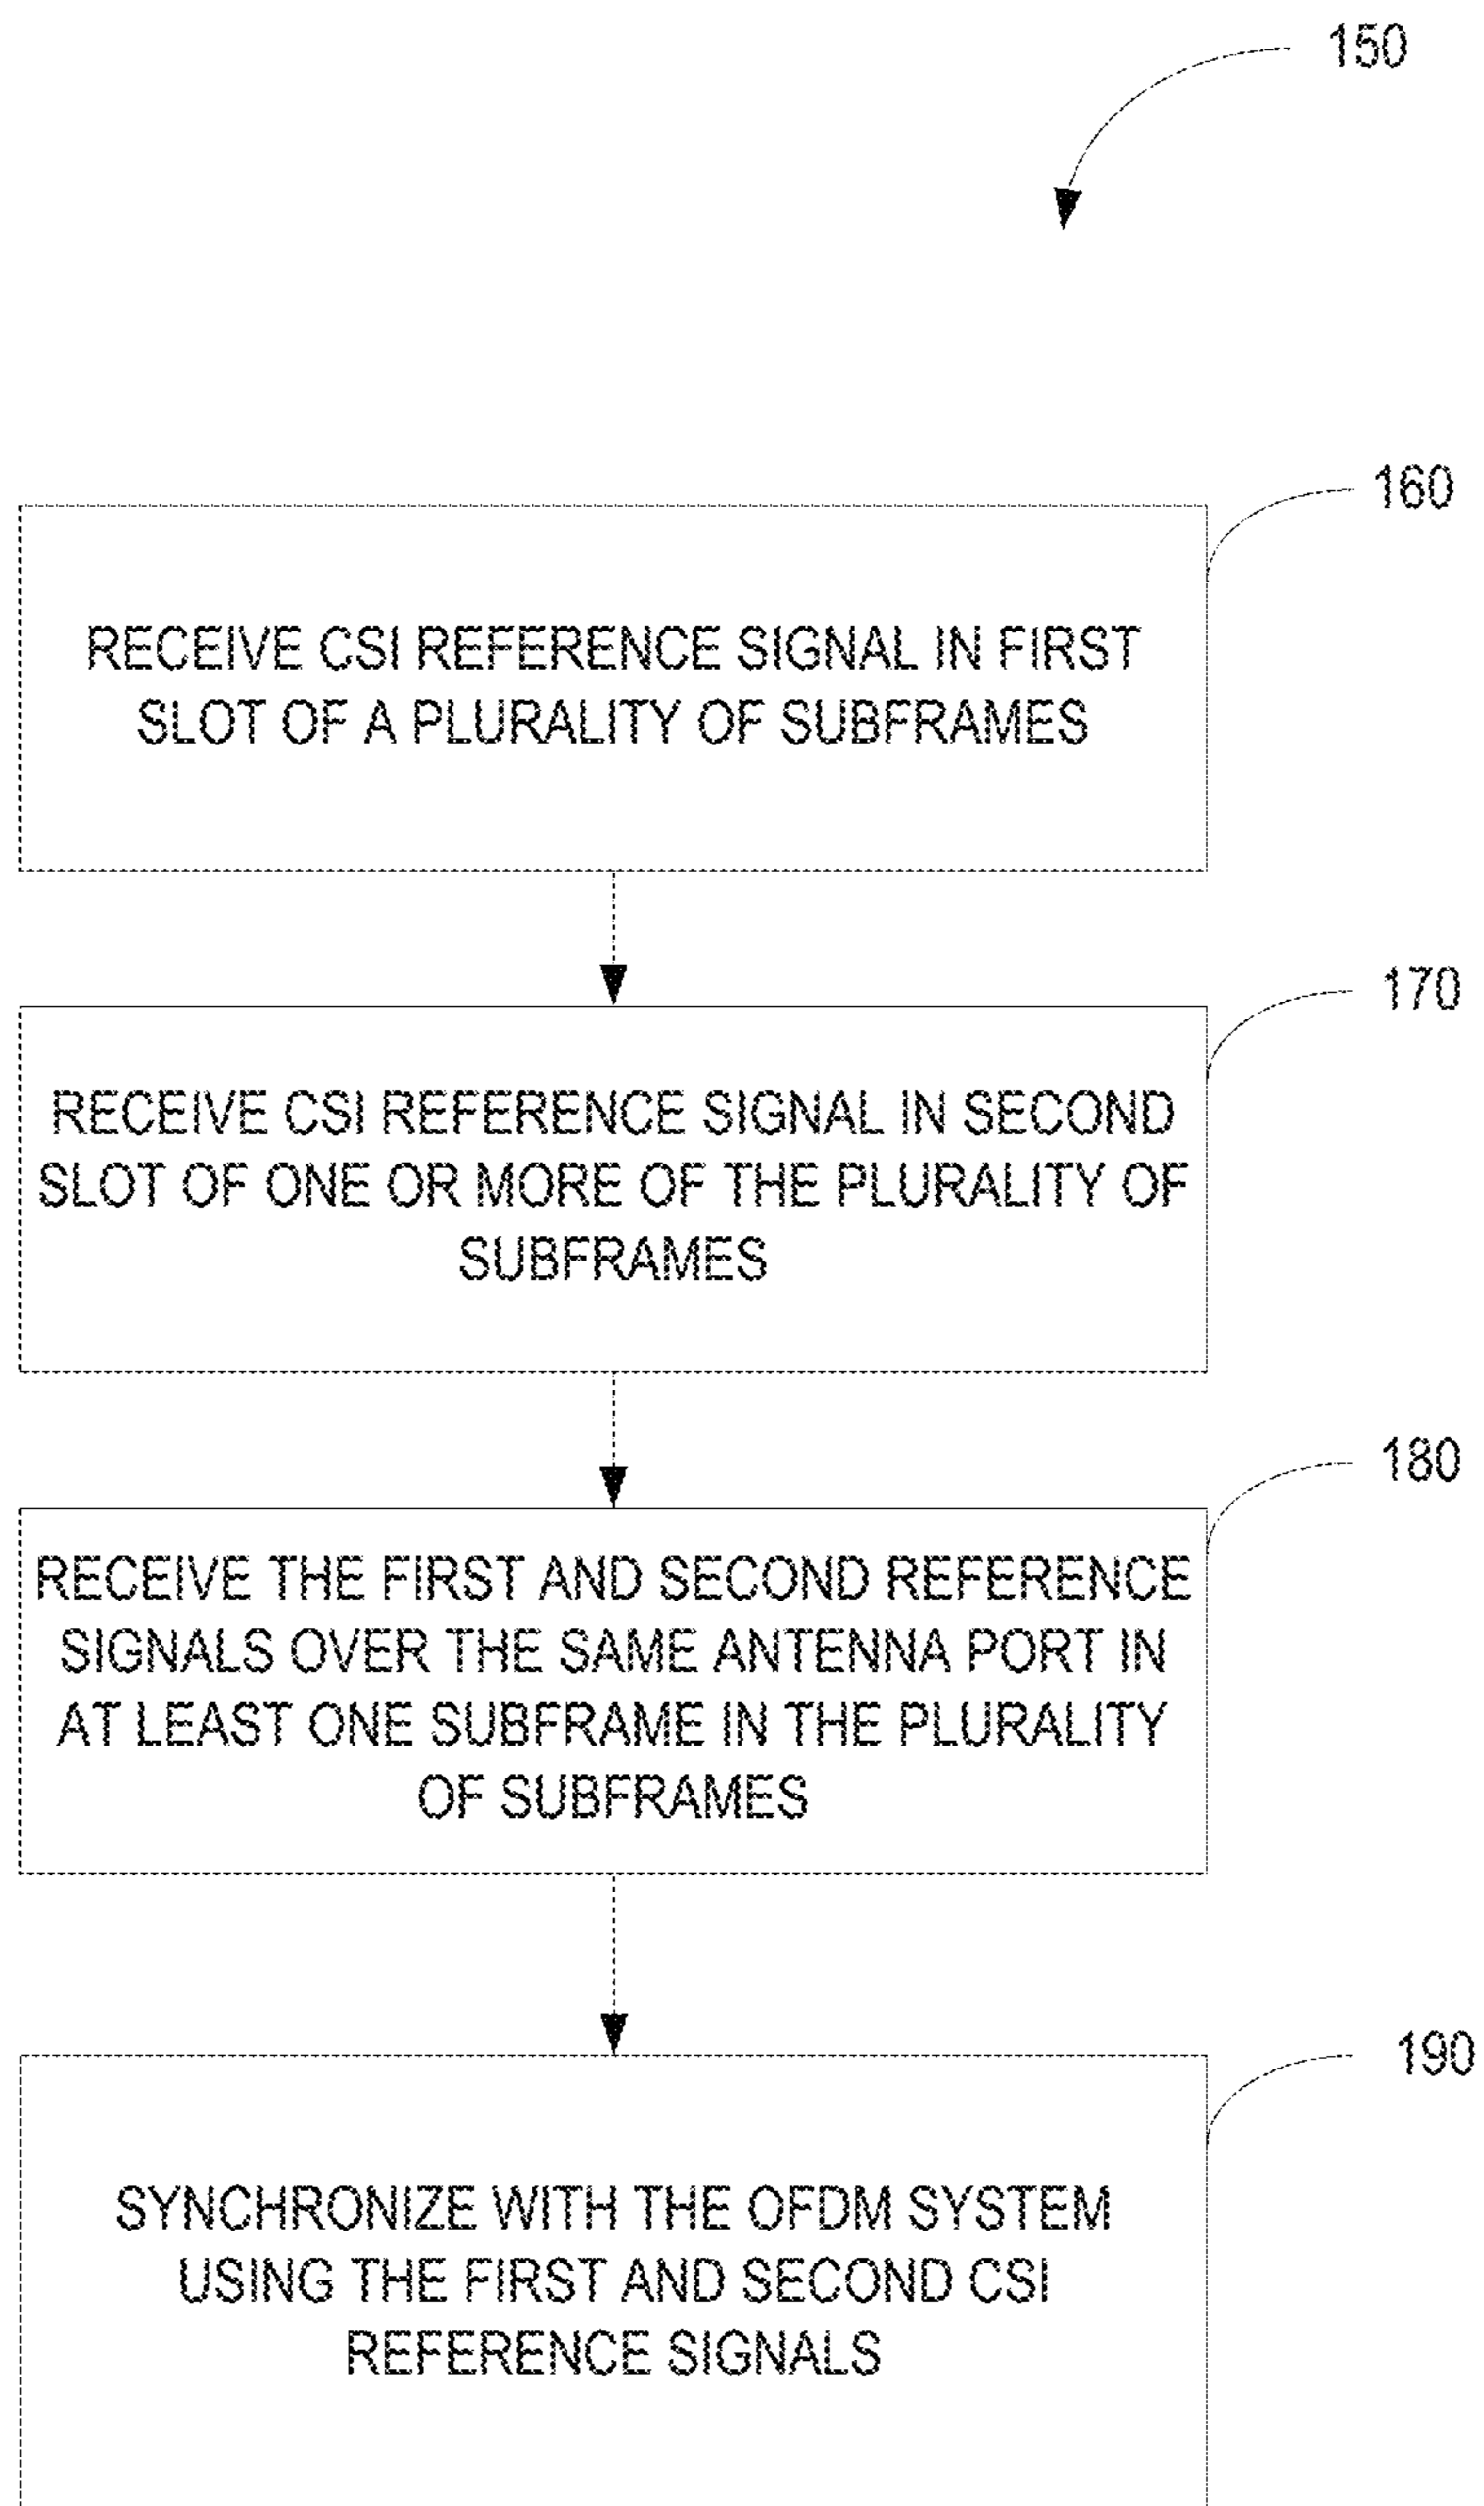 150
160
RECEIVE CSI REFERENCE SIGNAL IN FIRST
SLOT OF A PLURALITY OF SUBFRAMES
170
RECEIVE CSI REFERENCE SIGNAL IN SECOND
SLOT OF ONE OR MORE OF THE PLURALITY OF
SUBFRAMES
180
RECEIVE THE FIRST AND SECOND REFERENCE
SIGNALS OVER THE SAME ANTENNA PORT IN
AT LEAST ONE SUBFRAME IN THE PLURALITY
OF SUBFRAMES
190
SYNCHRONIZE WITH THE OFDM SYSTEM
USING THE FIRST AND SECOND CSI
REFERENCE SIGNALS